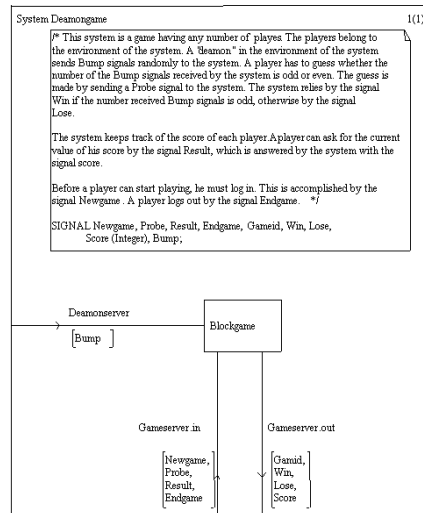 System Deamongame 1(1)
/* This system is a game having any number of playes. The players belong to
the environment of the system. A "deamon" in the environment of the system
sends Bump signals randomly to the system. A player has to guess whether the
number of the Bump signals received by the system is odd or even. The guess is
made by sending a Probe signal to the system. The system relies by the signal
Win if the number received Bump signals is odd, otherwise by the signal
Lose.
The system keeps track of the score of each player. A player can ask for the current
value of his score by the signal Result, which is answered by the system with the
signal score.
Before a player can start playing, he must log in. This is accomplished by the
signal Newgame . A player logs out by the signal Endgame. */
SIGNAL Newgame, Probe, Result, Endgame, Gameid, Win, Lose,
Score (Integer), Bump;
Deamonserver
[Bump ]
Blockgame
Gameserver.in
Gameserver.out
Newgame,
Probe,
Result,
Endgame
Gamid,
Win,
Lose,
Score